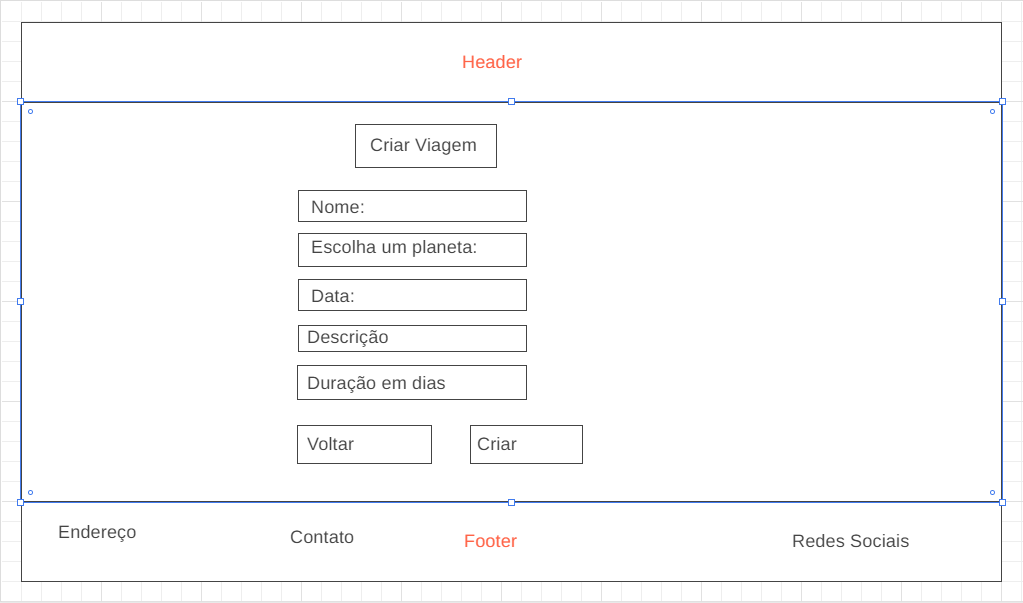 Header
Criar Viagem
Nome:
Escolha um planeta:
Data:
Descrição
Duração em dias
Voltar
Criar
Endereço
Contato
Footer
Redes Sociais